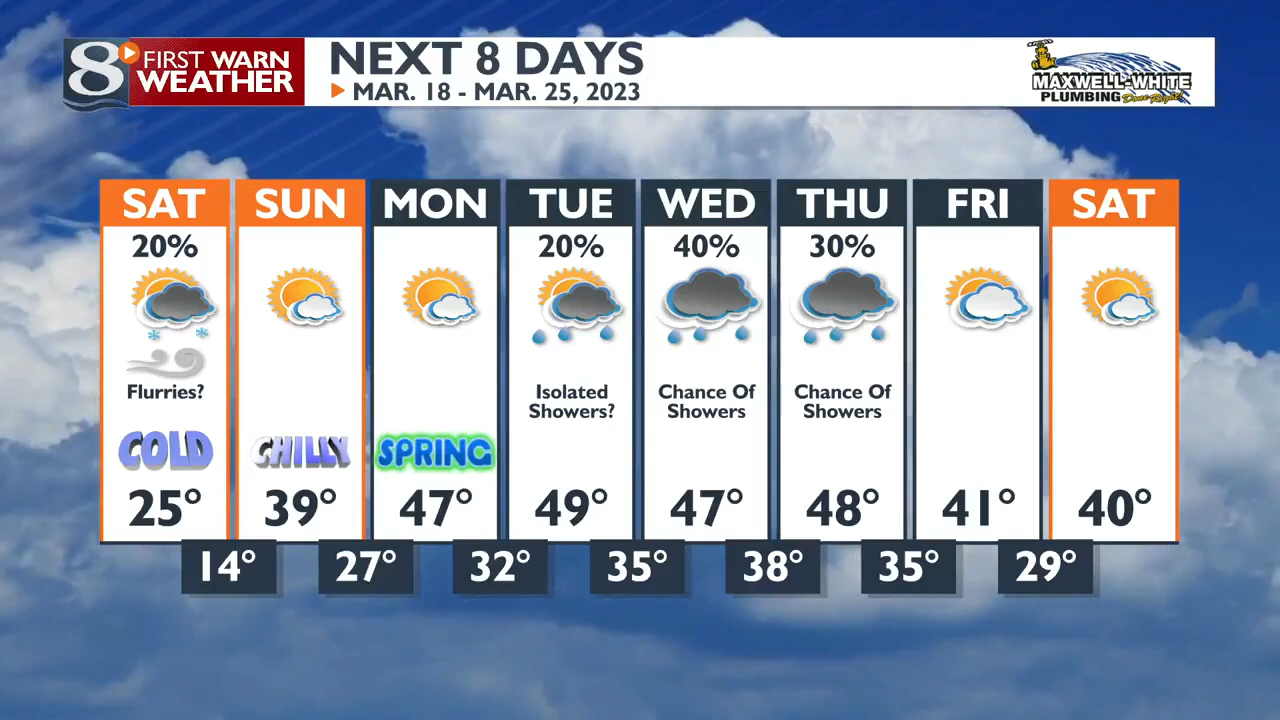 8 FIRST WARN
WEATHER
NEXT 8 DAYS
MAR. 18 - MAR. 25, 2023
MAXWELL-WHITE
PLUMBING Done Right!
SAT SUN MON TUE WED THU FRI SAT
20% 20% 40% 30%
Flurries? Isolated Showers? Chance Of Showers Chance Of Showers
COLD CHILLY SPRING
25° 39° 47° 49° 47° 48° 41° 40°
14° 27° 32° 35° 38° 35° 29°